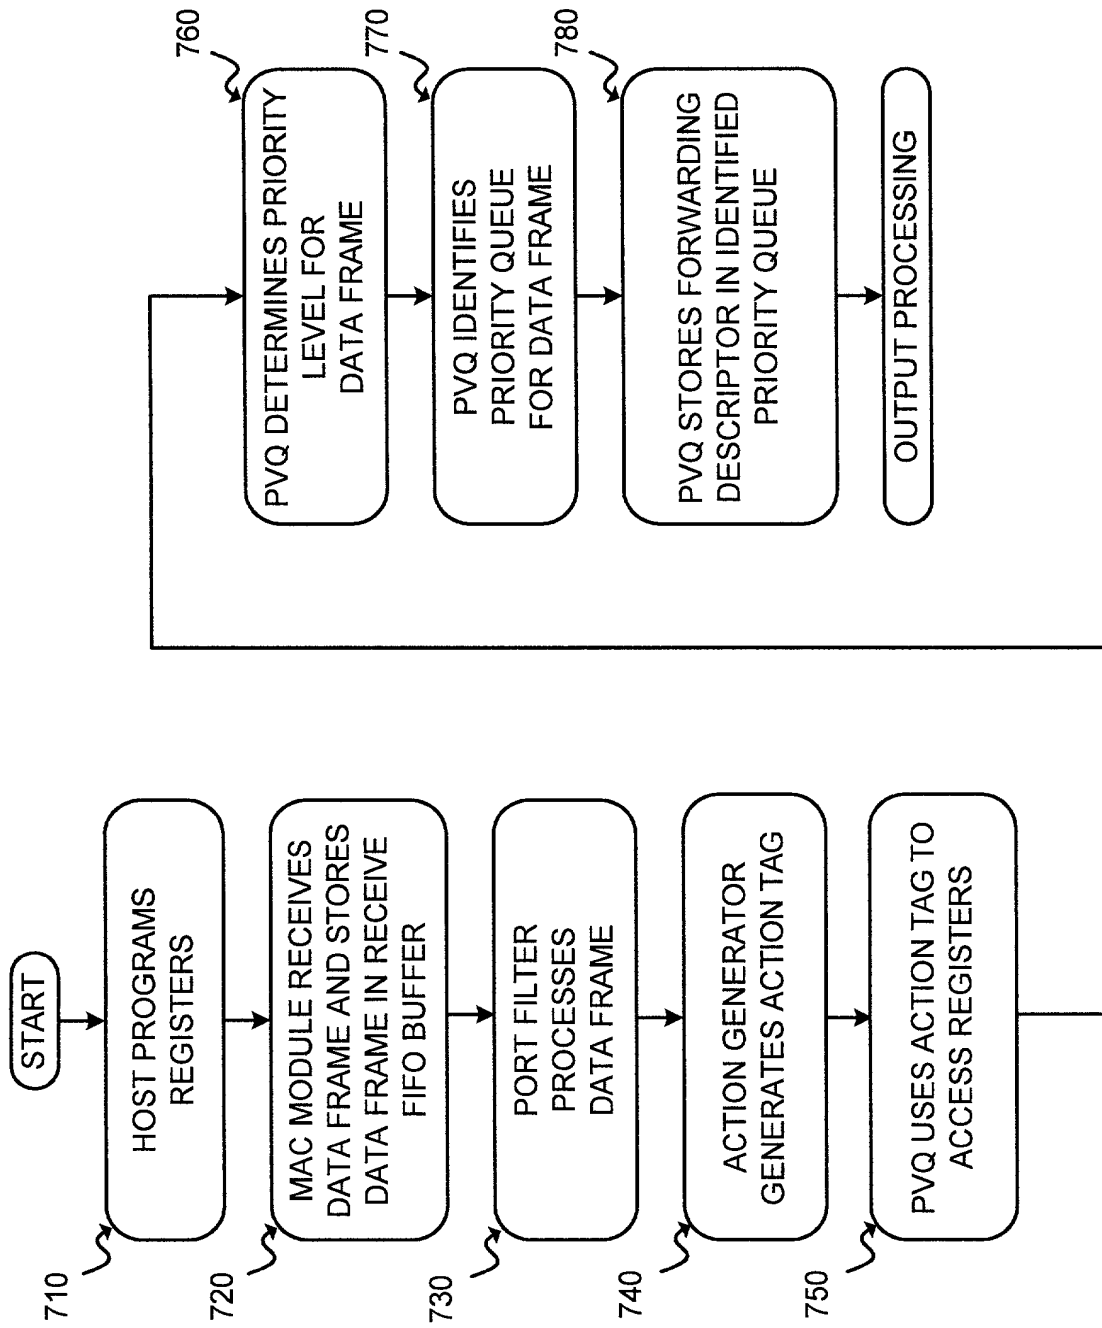 START
710
HOST PROGRAMS
REGISTERS
720
MAC MODULE RECEIVES
DATA FRAME AND STORES
DATA FRAME IN RECEIVE
FIFO BUFFER
730
PORT FILTER
PROCESSES
DATA FRAME
740
ACTION GENERATOR
GENERATES ACTION TAG
750
PVQ USES ACTION TAG TO
ACCESS REGISTERS
760
PVQ DETERMINES PRIORITY
LEVEL FOR
DATA FRAME
770
PVQ IDENTIFIES
PRIORITY QUEUE
FOR DATA FRAME
780
PVQ STORES FORWARDING
DESCRIPTOR IN IDENTIFIED
PRIORITY QUEUE
OUTPUT PROCESSING